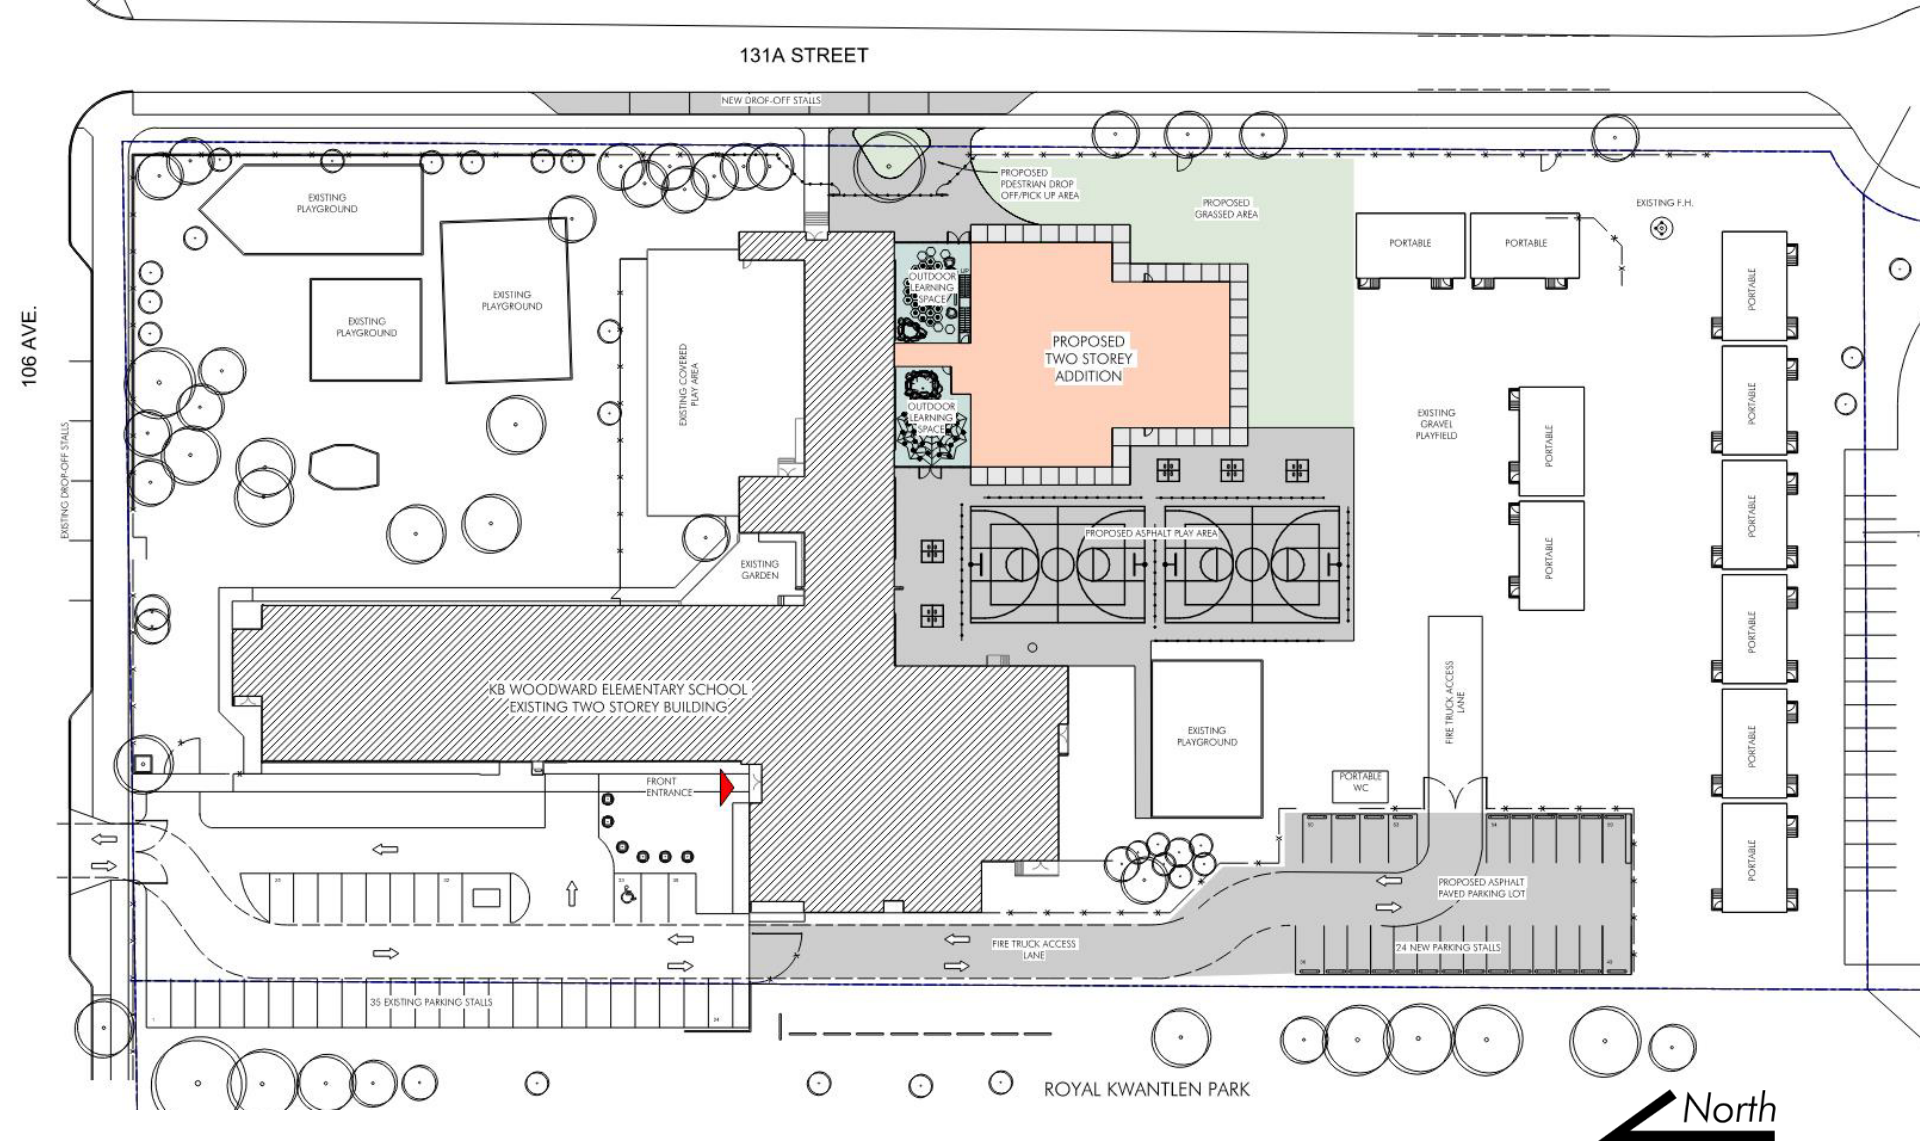 131A STREET
NEW DROP-OFF STALLS
PROPOSED
PDESTRIAN DROP
OFF/PICK UP AREA
EXISTING
PLAYGROUND
PROPOSED
GRASSED AREA
EXISTING F.H.
PORTABLE
PORTABLE
PORTABLE
OUTDOOR
LEARNING
SPACE
UP
EXISTING
PLAYGROUND
EXISTING
PLAYGROUND
106 AVE.
EXISTING COVERED
PLAY AREA
PROPOSED
TWO STOREY
ADDITION
OUTDOOR
LEARNING
SPACE
EXISTING
GRAVEL
PLAYFIELD
PORTABLE
PORTABLE
EXISTING DROP-OFF STALLS
PROPOSED ASPHALT PLAY AREA
PORTABLE
PORTABLE
EXISTING
GARDEN
PORTABLE
KB WOODWARD ELEMENTARY SCHOOL
EXISTING TWO STOREY BUILDING
FIRE TRUCK ACCESS
LANE
EXISTING
PLAYGROUND
PORTABLE
FRONT
ENTRANCE
PORTABLE
WC
PORTABLE
PROPOSED ASPHALT
PAVED PARKING LOT
FIRE TRUCK ACCESS
LANE
24 NEW PARKING STALLS
35 EXISTING PARKING STALLS
ROYAL KWANTLEN PARK
North